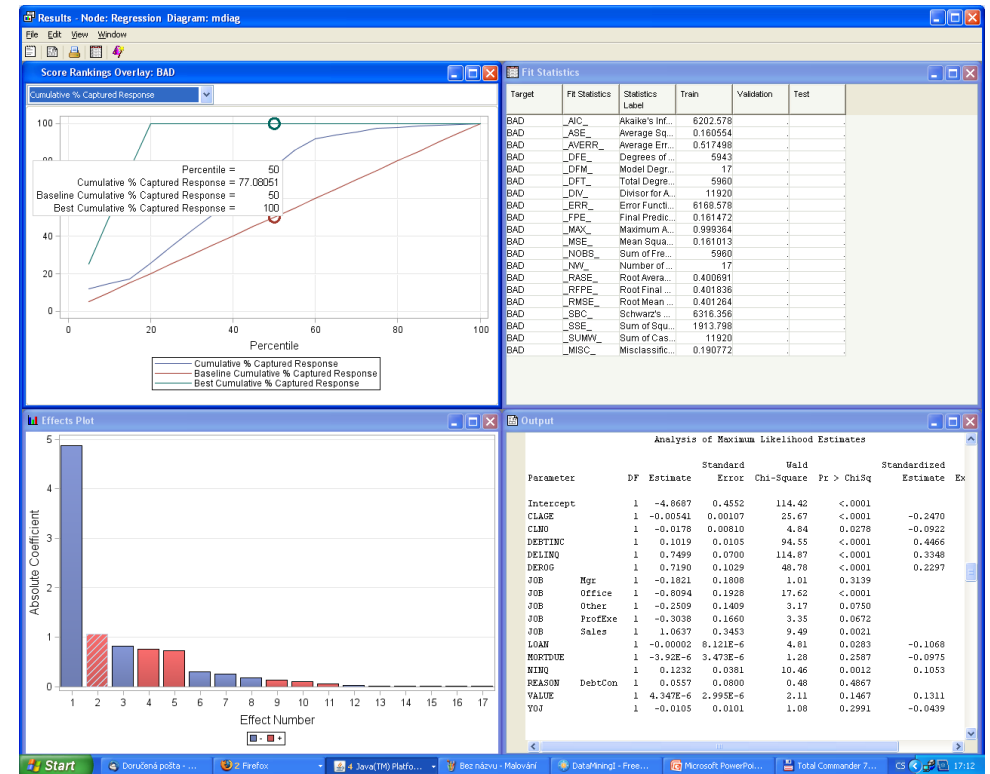 Results - Node: Regression Diagram: mdiag
File Edit View Window
Score Rankings Overlay: BAD
Cumulative % Captured Response
100
80
Percentile = 50
Cumulative % Captured Response = 77.08051
Baseline Cumulative % Captured Response = 50
Best Cumulative % Captured Response = 100
40
20
0
0 20 40 60 80 100
Percentile
Cumulative % Captured Response
Baseline Cumulative % Captured Response
Best Cumulative % Captured Response
Fit Statistics
Target Fit Statistics Statistics Label Train Validation Test
BAD _AIC_ Akaike's Inf... 6202.578 . .
BAD _ASE_ Average Sq... 0.160554 . .
BAD _AVERR_ Average Err... 0.517498 . .
BAD _DFE_ Degrees of ... 5943 . .
BAD _DFM_ Model Degr... 17 . .
BAD _DFT_ Total Degre... 5960 . .
BAD _DIV_ Divisor for A... 11920 . .
BAD _ERR_ Error Functi... 6168.578 . .
BAD _FPE_ Final Predic... 0.161472 . .
BAD _MAX_ Maximum A... 0.999364 . .
BAD _MSE_ Mean Squa... 0.161013 . .
BAD _NOBS_ Sum of Fre... 5960 . .
BAD _NW_ Number of ... 17 . .
BAD _RASE_ Root Avera... 0.400691 . .
BAD _RFPE_ Root Final ... 0.401836 . .
BAD _RMSE_ Root Mean ... 0.401264 . .
BAD _SBC_ Schwarz's ... 6316.356 . .
BAD _SSE_ Sum of Squ... 1913.798 . .
BAD _SUMW_ Sum of Cas... 11920 . .
BAD _MISC_ Misclassific... 0.190772 . .
Effects Plot
Absolute Coefficient
5
4
3
2
1
0
1 2 3 4 5 6 7 8 9 10 11 12 13 14 15 16 17
Effect Number
- +
Output
Analysis of Maximum Likelihood Estimates
Standard Wald Standardized
Parameter DF Estimate Error Chi-Square Pr > ChiSq Estimate Ex
Intercept 1 -4.8687 0.4552 114.42 <.0001
CLAGE 1 -0.00541 0.00107 25.67 <.0001 -0.2470
CLNO 1 -0.0178 0.00810 4.84 0.0278 -0.0922
DEBTINC 1 0.1019 0.0105 94.55 <.0001 0.4466
DELINQ 1 0.7499 0.0700 114.87 <.0001 0.3348
DEROG 1 0.7190 0.1029 48.78 <.0001 0.2297
JOB Mgr 1 -0.1821 0.1808 1.01 0.3139
JOB Office 1 -0.8094 0.1928 17.62 <.0001
JOB Other 1 -0.2509 0.1409 3.17 0.0750
JOB ProfExe 1 -0.3038 0.1660 3.35 0.0672
JOB Sales 1 1.0637 0.3453 9.49 0.0021
LOAN 1 -0.00002 8.121E-6 4.81 0.0283 -0.1068
MORTDUE 1 -3.92E-6 3.473E-6 1.28 0.2587 -0.0975
NINQ 1 0.1232 0.0381 10.46 0.0012 0.1053
REASON DebtCon 1 0.0557 0.0800 0.48 0.4867
VALUE 1 4.347E-6 2.995E-6 2.11 0.1467 0.1311
YOJ 1 -0.0105 0.0101 1.08 0.2991 -0.0439
Start Doručená pošta - ... 2 Firefox 4 Java(TM) Platfo... Bez názvu - Malování DataMiningI - Free... Microsoft PowerPoi... Total Commander 7... CS 17:12